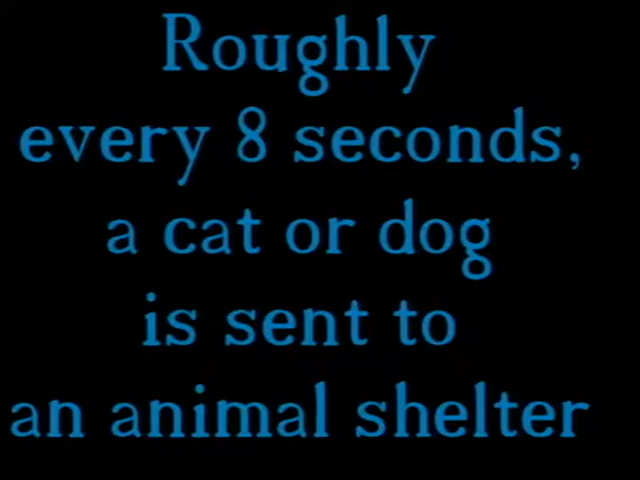 Roughly
every 8 seconds,
a cat or dog
is sent to
an animal shelter